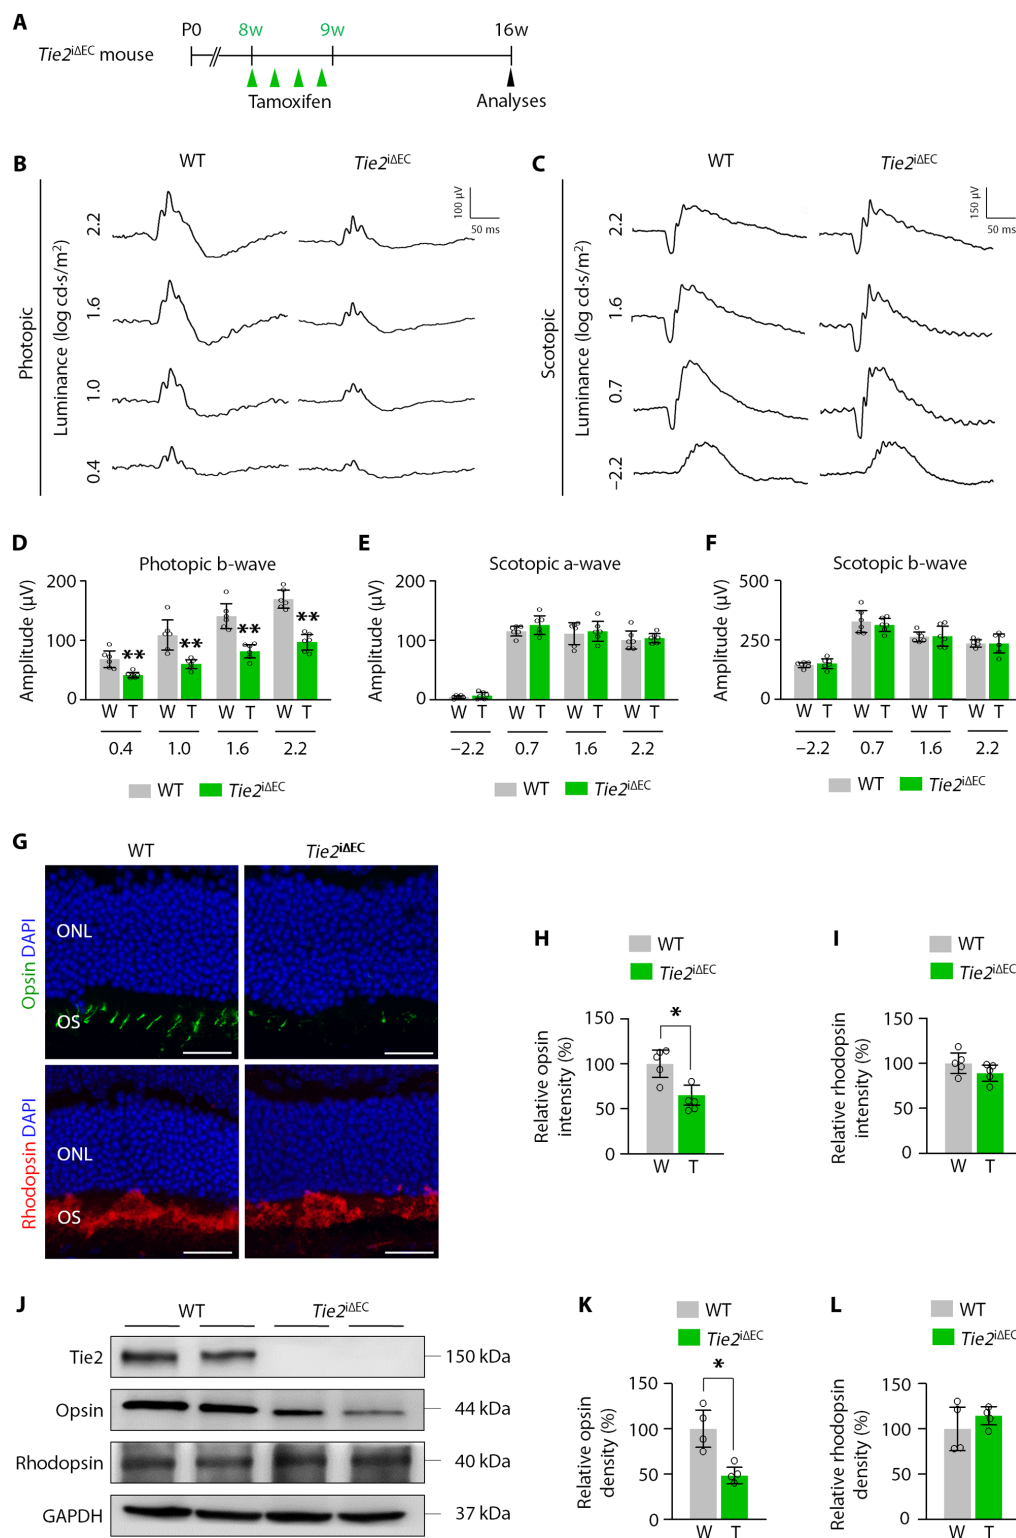 A
P0 8w 9w 16w
Tie2iΔEC mouse
Tamoxifen Analyses
B WT Tie2iΔEC
100 µV
50 ms
Photopic
Luminance (log cd·s/m²)
2.2
1.6
1.0
0.4
C WT Tie2iΔEC
150 µV
50 ms
Scotopic
Luminance (log cd·s/m²)
2.2
1.6
0.7
−2.2
D Photopic b-wave
Amplitude (µV)
200
100
0
** ** ** **
W T W T W T W T
0.4 1.0 1.6 2.2
WT Tie2iΔEC
E Scotopic a-wave
Amplitude (µV)
200
100
0
W T W T W T W T
−2.2 0.7 1.6 2.2
WT Tie2iΔEC
F Scotopic b-wave
Amplitude (µV)
500
250
0
W T W T W T W T
−2.2 0.7 1.6 2.2
WT Tie2iΔEC
G
WT Tie2iΔEC
Opsin DAPI
ONL
OS
Rhodopsin DAPI
ONL
OS
H WT
Tie2iΔEC
Relative opsin
intensity (%)
150
100
50
0
*
W T
I WT
Tie2iΔEC
Relative rhodopsin
intensity (%)
150
100
50
0
W T
J WT Tie2iΔEC
Tie2 150 kDa
Opsin 44 kDa
Rhodopsin 40 kDa
GAPDH 37 kDa
K WT
Tie2iΔEC
Relative opsin
density (%)
150
100
50
0
*
W T
L WT
Tie2iΔEC
Relative rhodopsin
density (%)
150
100
50
0
W T